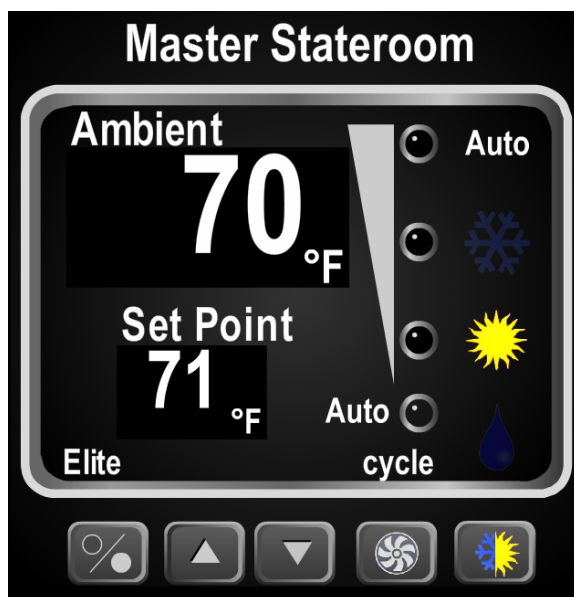 Master Stateroom
Ambient
Auto
70
°F
Set Point
71
°F
Auto
Elite
cycle